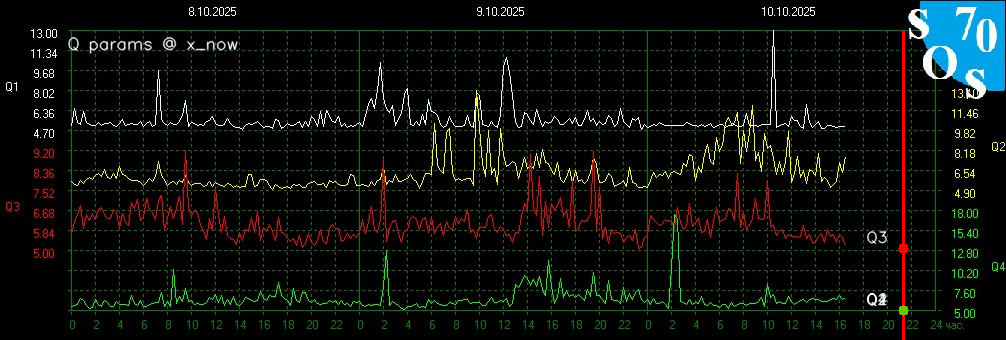 8.10.2025 9.10.2025 10.10.2025
SOS 70
Q params @ x_now
Q1
13.00
11.34
9.68
8.02
6.36
4.70
Q3
9.20
8.36
7.52
6.68
5.84
5.00
Q2
11.46
9.82
8.18
6.54
4.90
Q4
18.00
15.40
12.80
10.20
7.60
5.00
Q3
0 2 4 6 8 10 12 14 16 18 20 22 0 2 4 6 8 10 12 14 16 18 20 22 0 2 4 6 8 10 12 14 16 18 20 22 24 час.